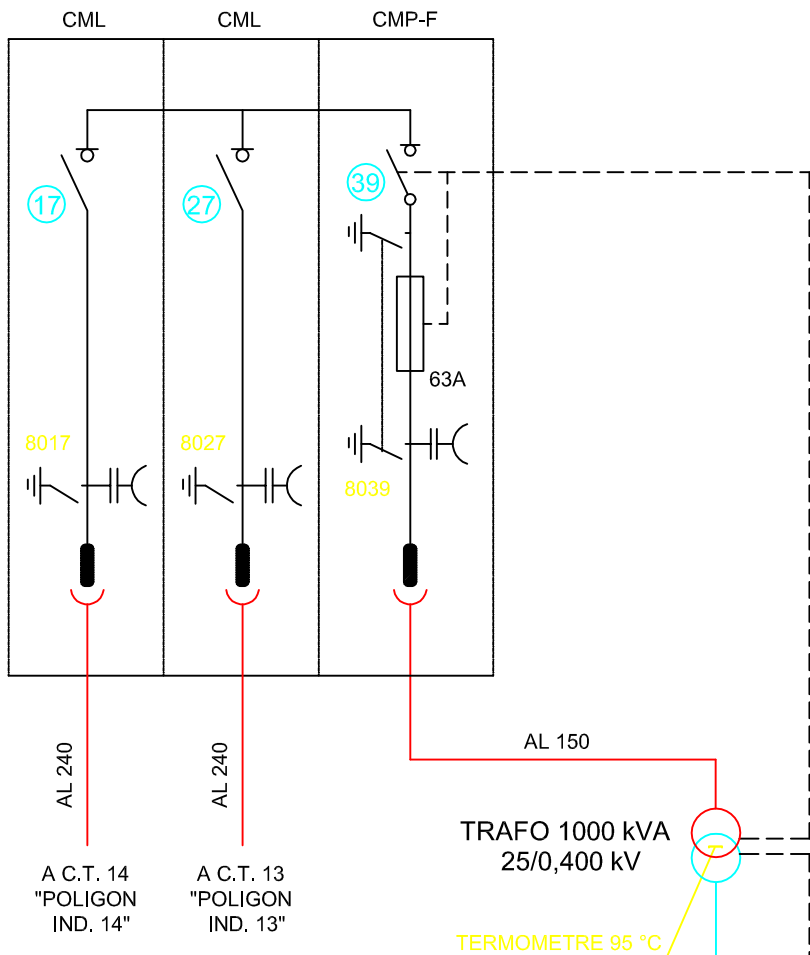 CML
CML
CMP-F
17
27
39
63A
8017
8027
8039
AL 240
AL 240
AL 150
A C.T. 14
"POLIGON
IND. 14"
A C.T. 13
"POLIGON
IND. 13"
TRAFO 1000 kVA
25/0,400 kV
TERMOMETRE 95 °C